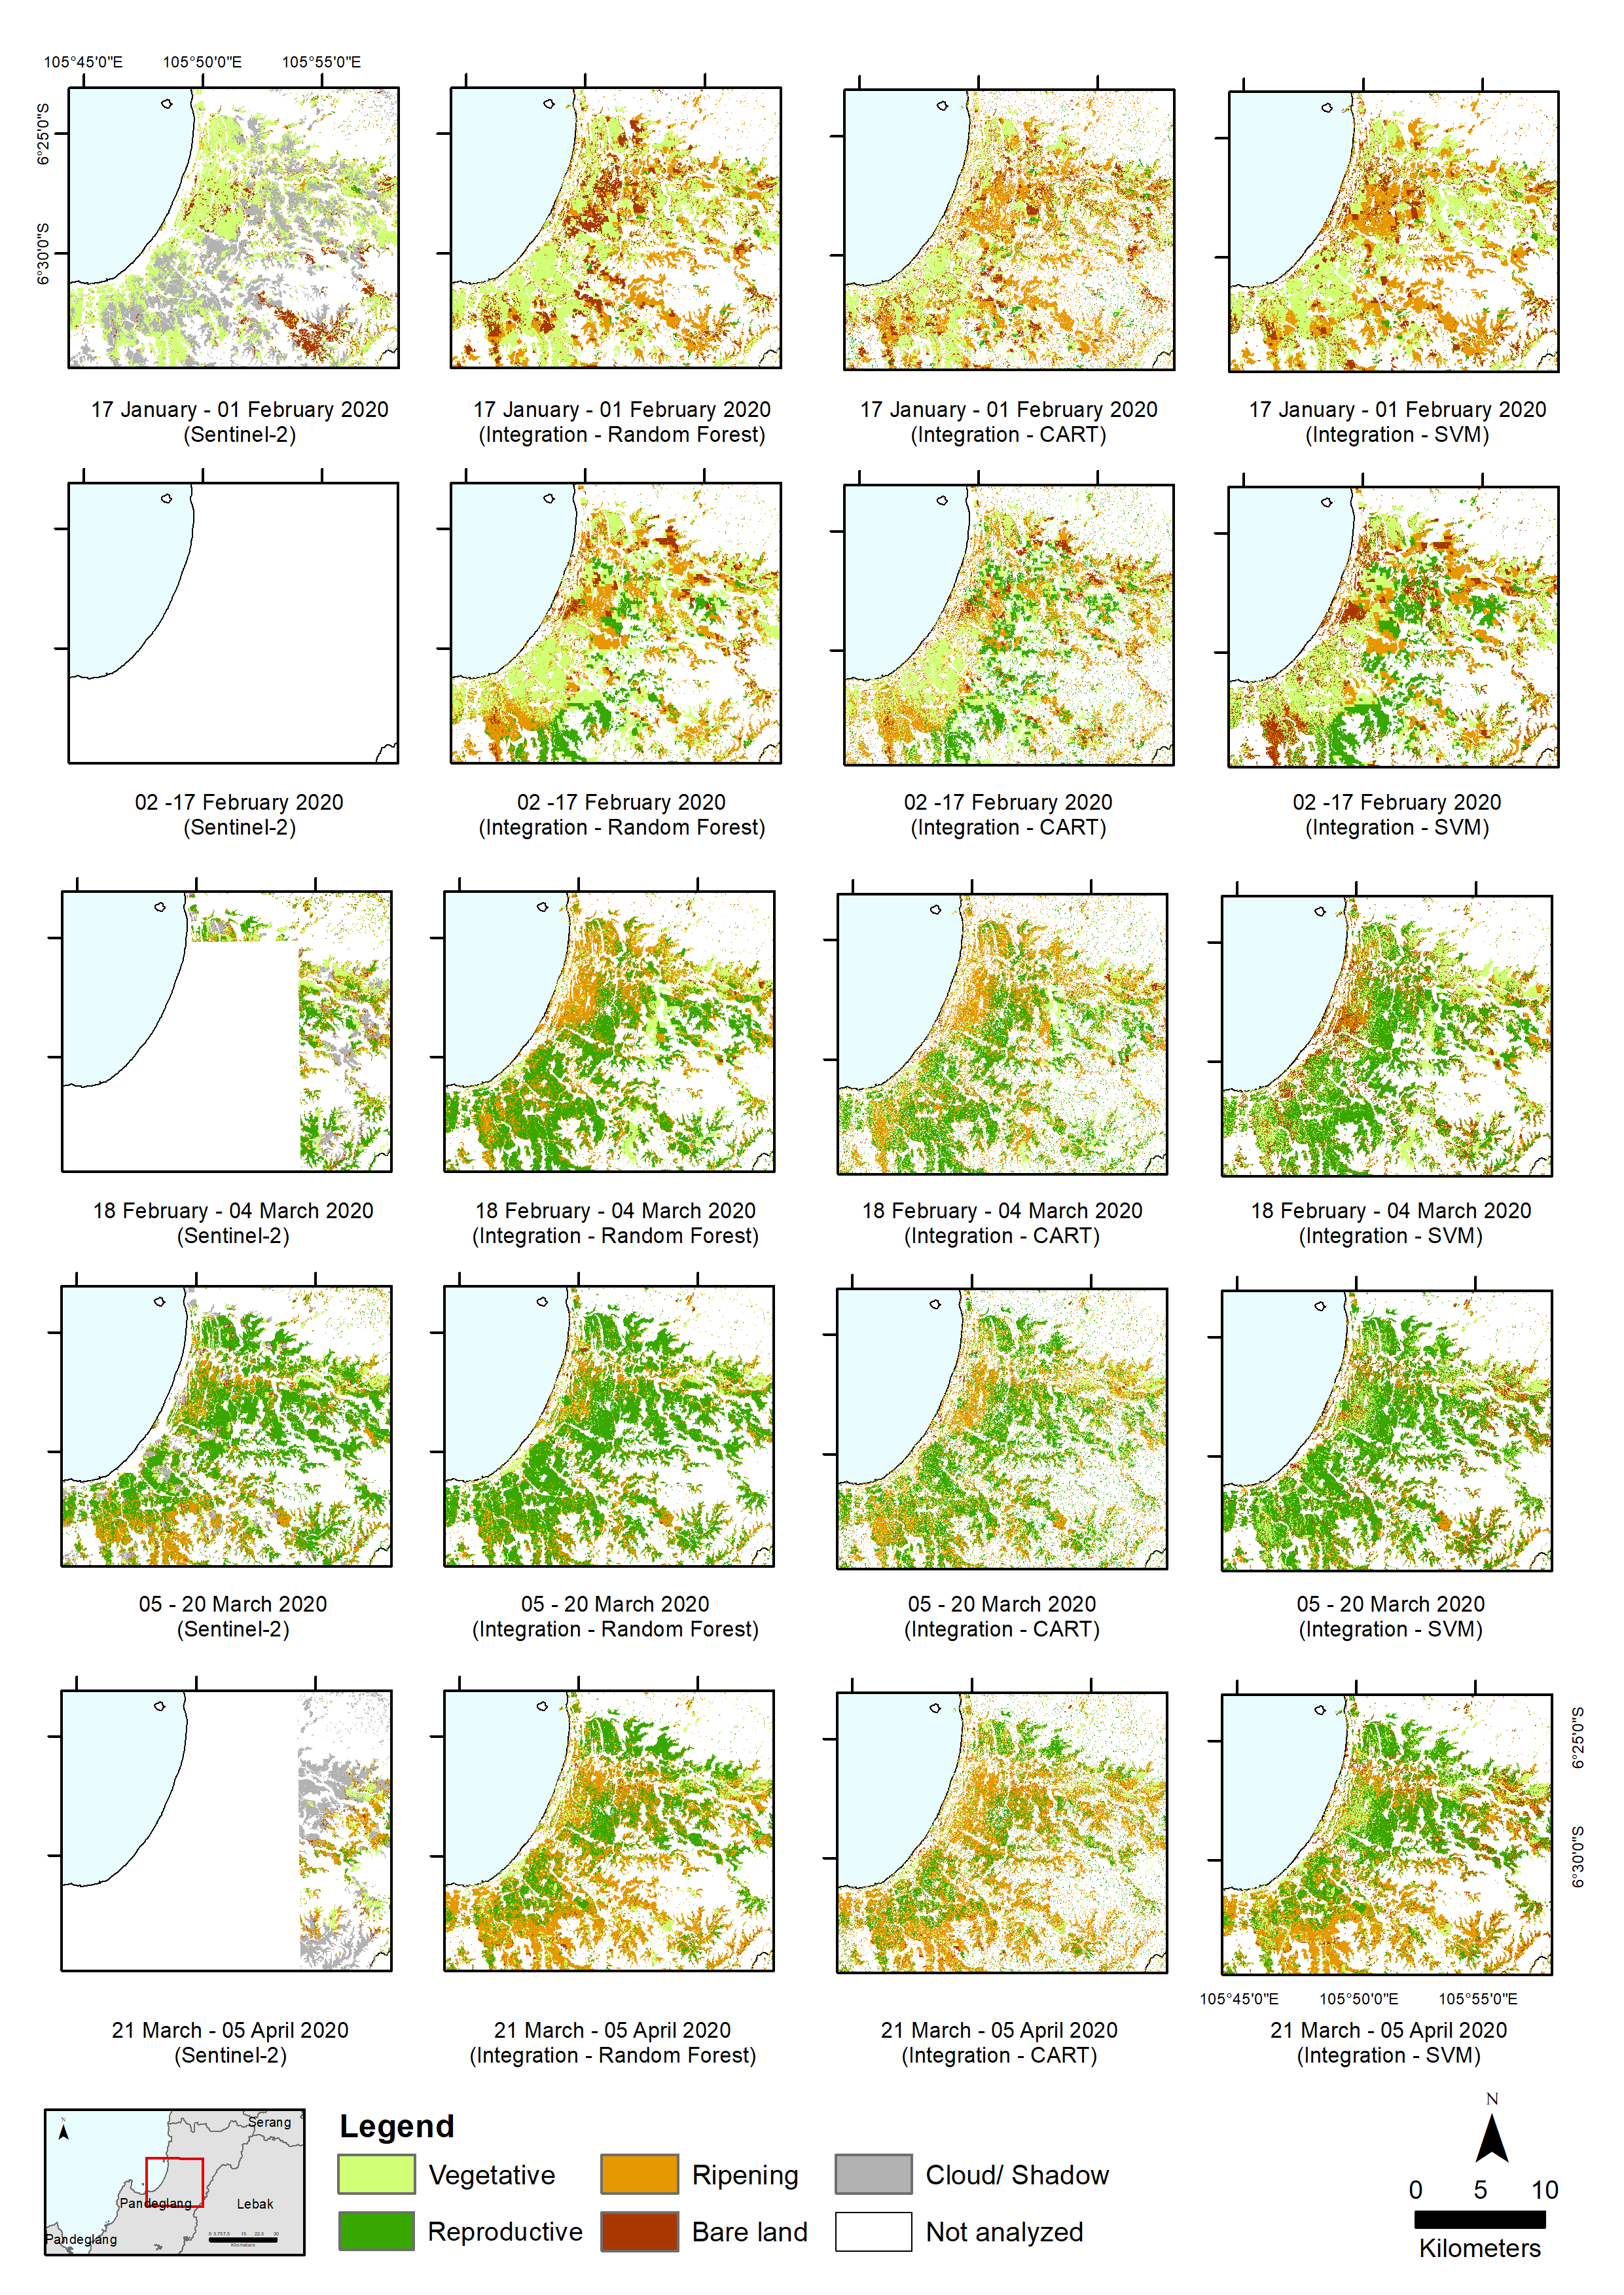 105°45'0"E 105°50'0"E 105°55'0"E
6°25'0"S
6°30'0"S
17 January - 01 February 2020
(Sentinel-2)
17 January - 01 February 2020
(Integration - Random Forest)
17 January - 01 February 2020
(Integration - CART)
17 January - 01 February 2020
(Integration - SVM)
02 -17 February 2020
(Sentinel-2)
02 -17 February 2020
(Integration - Random Forest)
02 -17 February 2020
(Integration - CART)
02 -17 February 2020
(Integration - SVM)
18 February - 04 March 2020
(Sentinel-2)
18 February - 04 March 2020
(Integration - Random Forest)
18 February - 04 March 2020
(Integration - CART)
18 February - 04 March 2020
(Integration - SVM)
05 - 20 March 2020
(Sentinel-2)
05 - 20 March 2020
(Integration - Random Forest)
05 - 20 March 2020
(Integration - CART)
05 - 20 March 2020
(Integration - SVM)
6°25'0"S
6°30'0"S
105°45'0"E 105°50'0"E 105°55'0"E
21 March - 05 April 2020
(Sentinel-2)
21 March - 05 April 2020
(Integration - Random Forest)
21 March - 05 April 2020
(Integration - CART)
21 March - 05 April 2020
(Integration - SVM)
N
Serang
Pandeglang
Lebak
Pandeglang
Kilometers
Legend
Vegetative
Ripening
Cloud/ Shadow
Reproductive
Bare land
Not analyzed
N
0 5 10
Kilometers